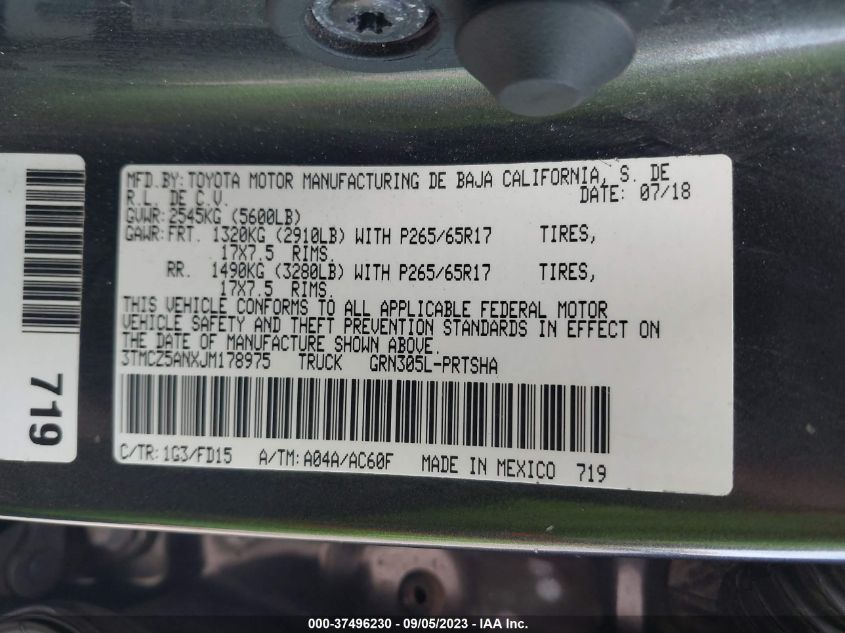 MFD.BY: TOYOTA MOTOR MANUFACTURING DE BAJA CALIFORNIA, S. DE
R.L. DE C.V. DATE: 07/18
GVWR: 2545KG (5600LB)
GAWR: FRT. 1320KG (2910LB) WITH P265/65R17 TIRES,
17X7.5 RIMS.
RR. 1490KG (3280LB) WITH P265/65R17 TIRES,
17X7.5 RIMS.
THIS VEHICLE CONFORMS TO ALL APPLICABLE FEDERAL MOTOR
VEHICLE SAFETY AND THEFT PREVENTION STANDARDS IN EFFECT ON
THE DATE OF MANUFACTURE SHOWN ABOVE.
3TMCZ5ANXJM178975 TRUCK GRN305L-PRTSHA
C/TR: 1G3/FD15 A/TM: A04A/AC60F MADE IN MEXICO 719
719
000-37496230 - 09/05/2023 - IAA Inc.